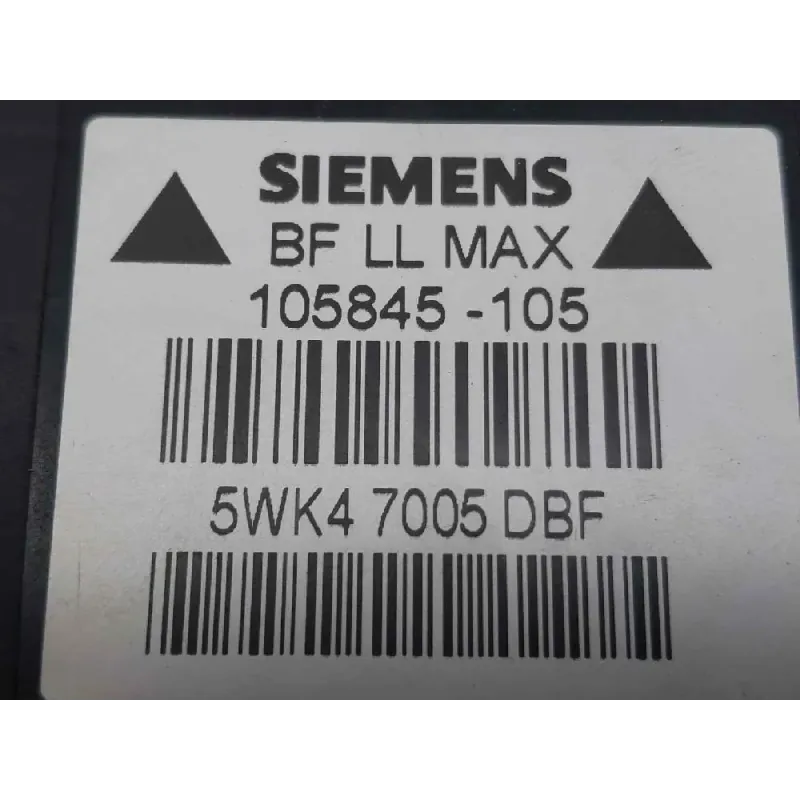 SIEMENS
BF LL MAX
105845 -105
5WK4 7005 DBF